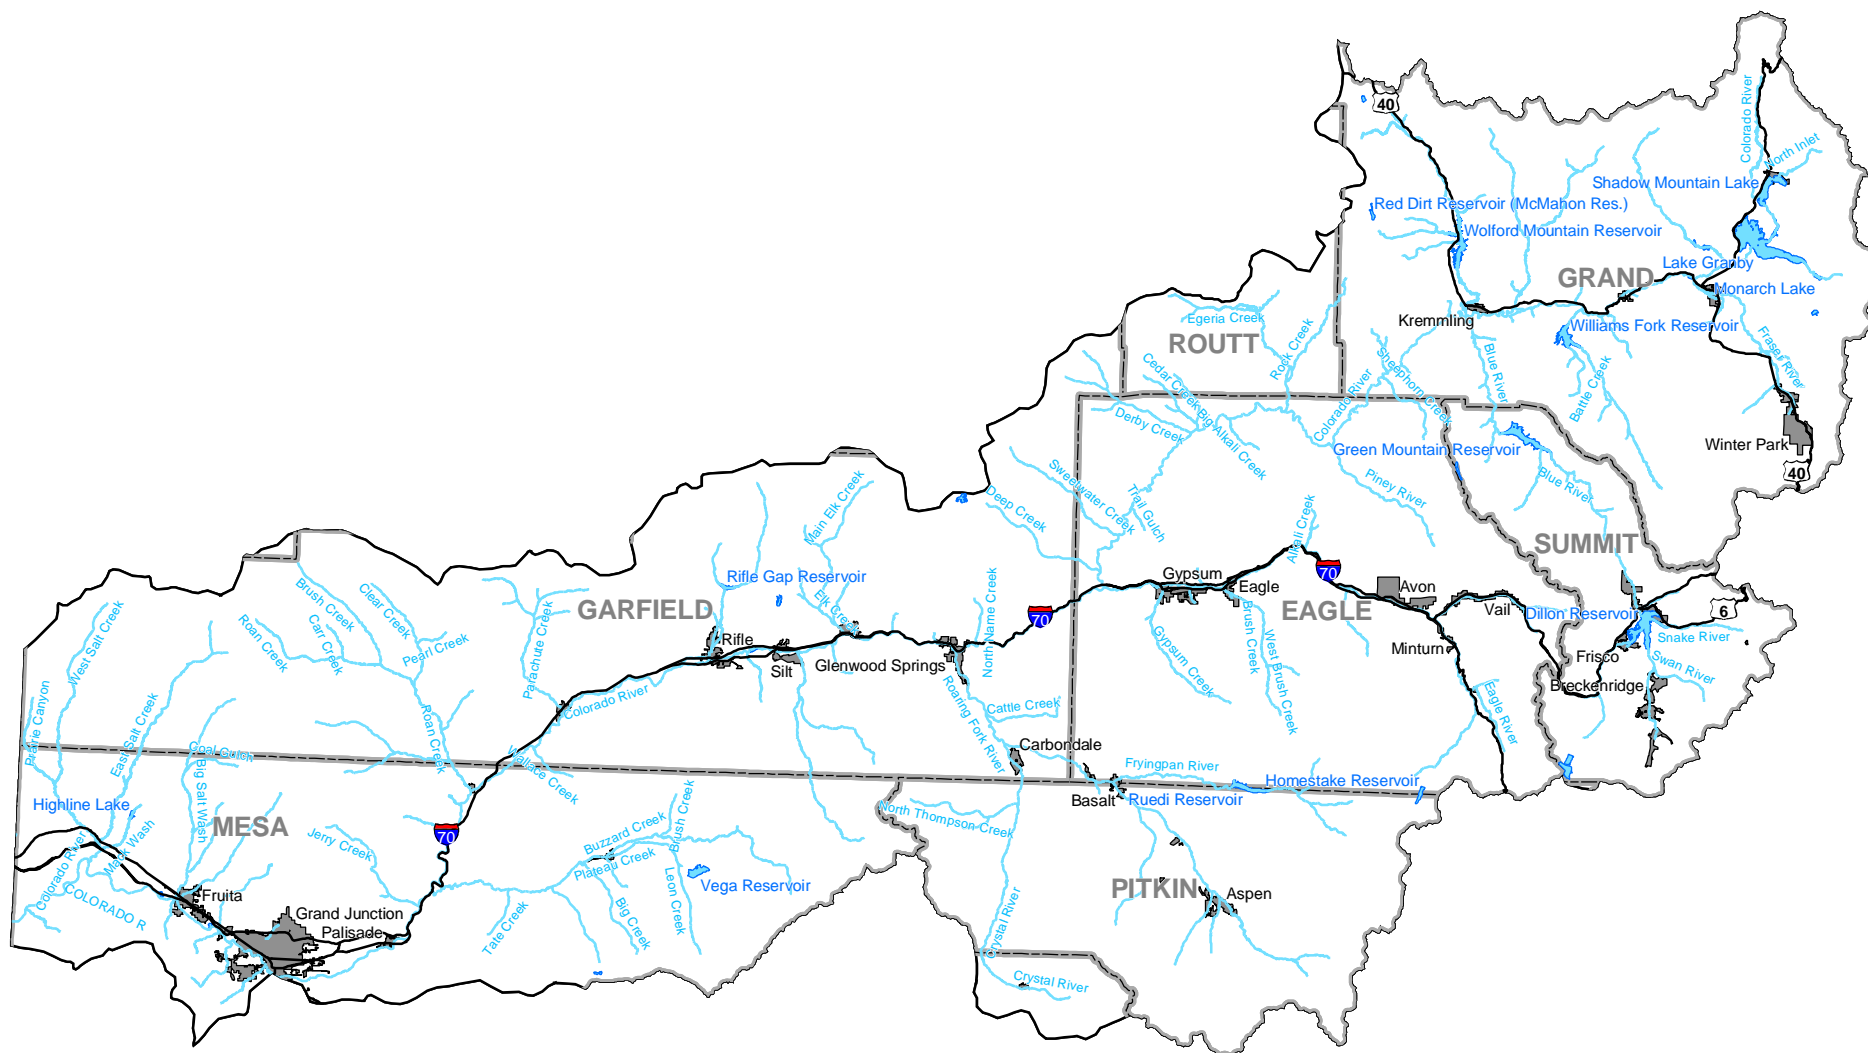 40
Colorado River
North Inlet
Shadow Mountain Lake
Red Dirt Reservoir (McMahon Res.)
Wolford Mountain Reservoir
Lake Granby
GRAND
Monarch Lake
Egeria Creek
ROUTT
Rock Creek
Kremmling
Williams Fork Reservoir
Fraser River
Blue River
Sheephorn Creek
Colorado River
Battle Creek
Cedar Creek
Big Alkali Creek
Derby Creek
Winter Park
40
Green Mountain Reservoir
Blue River
Piney River
Sweetwater Creek
Trail Gulch
Deep Creek
Main Elk Creek
Alkali Creek
SUMMIT
70
Gypsum
Eagle
Avon
EAGLE
Vail
Dillon Reservoir
6
Snake River
Minturn
Frisco
Swan River
Breckenridge
Eagle River
Brush Creek
West Brush Creek
Gypsum Creek
70
North Name Creek
Rifle Gap Reservoir
Elk Creek
GARFIELD
Rifle
Silt
Glenwood Springs
Roaring Fork River
Cattle Creek
Carbondale
Brush Creek
Clear Creek
Carr Creek
Roan Creek
Pearl Creek
Parachute Creek
Colorado River
Roan Creek
Wallace Creek
West Salt Creek
Prairie Canyon
East Salt Creek
Coal Gulch
Big Salt Wash
Highline Lake
Mack Wash
MESA
Jerry Creek
70
Colorado River
COLORADO R
Fruita
Grand Junction
Palisade
Buzzard Creek
Plateau Creek
Brush Creek
Leon Creek
Big Creek
Tate Creek
Vega Reservoir
Fryingpan River
Basalt
Ruedi Reservoir
Homestake Reservoir
North Thompson Creek
PITKIN
Aspen
Crystal River
Crystal River